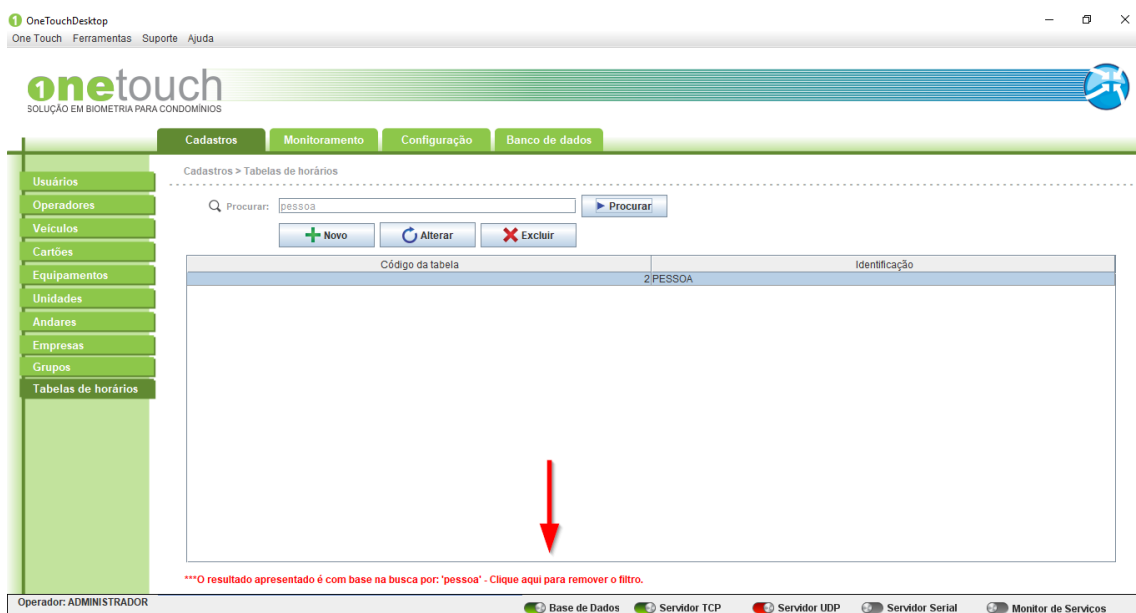 OneTouchDesktop
One Touch Ferramentas Suporte Ajuda
1 onetouch
SOLUÇÃO EM BIOMETRIA PARA CONDOMÍNIOS
Cadastros Monitoramento Configuração Banco de dados
Cadastros > Tabelas de horários
Usuários
Operadores
Veículos
Cartões
Equipamentos
Unidades
Andares
Empresas
Grupos
Tabelas de horários
Procurar: pessoa Procurar
Novo Alterar Excluir
Código da tabela Identificação
2 PESSOA
***O resultado apresentado é com base na busca por: 'pessoa' - Clique aqui para remover o filtro.
Operador: ADMINISTRADOR Base de Dados Servidor TCP Servidor UDP Servidor Serial Monitor de Serviços